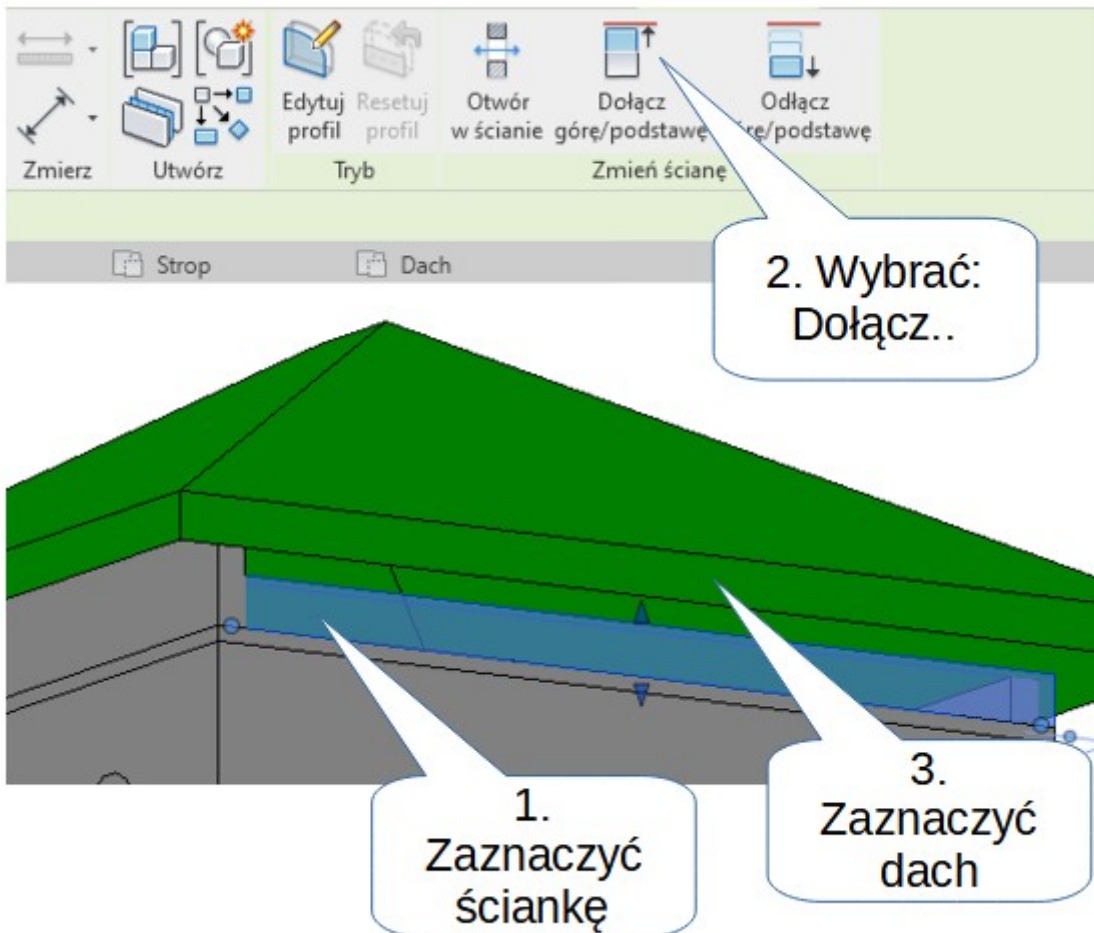 Edytuj
profil
Resetuj
profil
Otwór
w ścianie
Dołącz
górę/podstawę
Odłącz
órę/podstawę
Zmierz
Utwórz
Tryb
Zmień ścianę
Strop
Dach
2. Wybrać:
Dołącz..
1.
Zaznaczyć
ściankę
3.
Zaznaczyć
dach